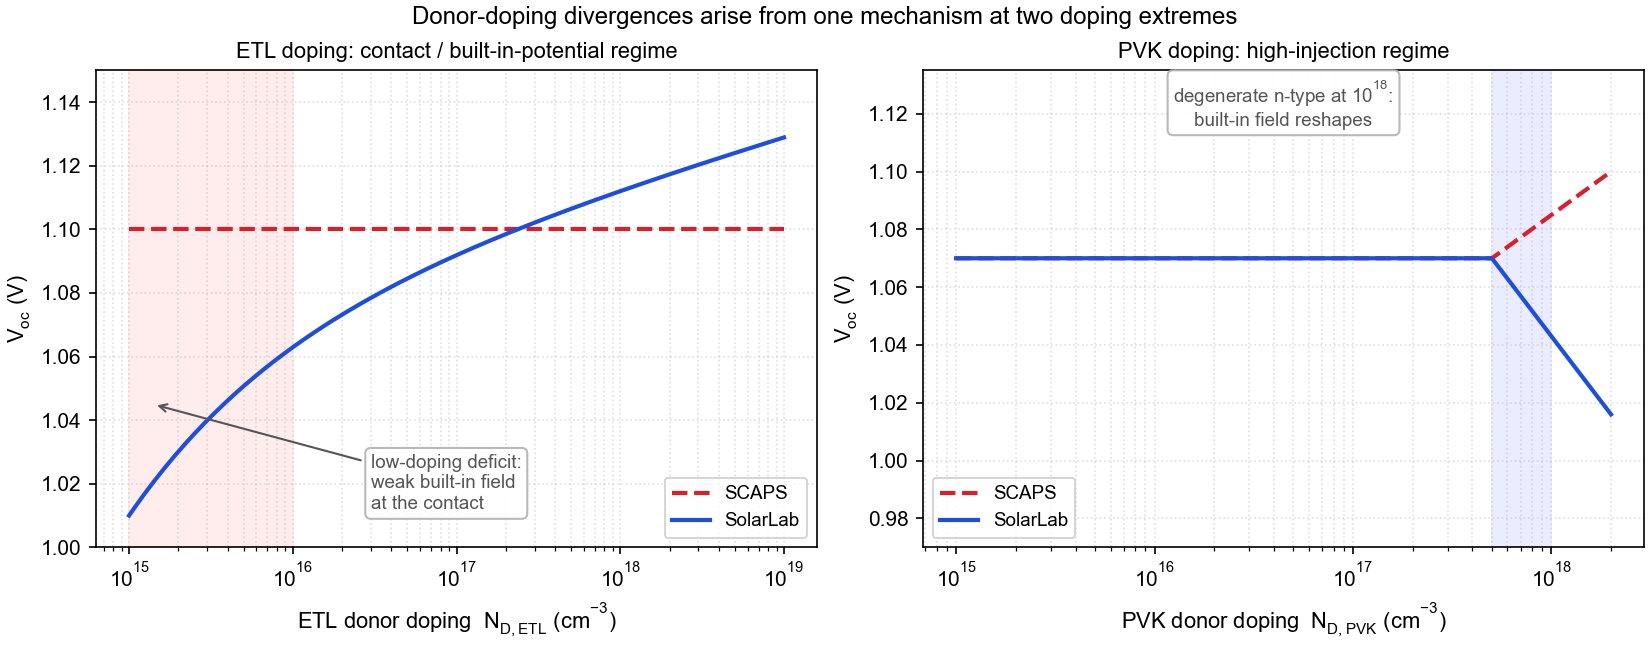 Donor-doping divergences arise from one mechanism at two doping extremes
ETL doping: contact / built-in-potential regime
1.14
1.12
1.10
1.08
1.06
1.04
1.02
1.00
V_oc (V)
low-doping deficit:
weak built-in field
at the contact
SCAPS
SolarLab
10^15
10^16
10^17
10^18
10^19
ETL donor doping N_D, ETL (cm^−3)
PVK doping: high-injection regime
degenerate n-type at 10^18:
built-in field reshapes
1.12
1.10
1.08
1.06
1.04
1.02
1.00
0.98
V_oc (V)
SCAPS
SolarLab
10^15
10^16
10^17
10^18
PVK donor doping N_D, PVK (cm^−3)